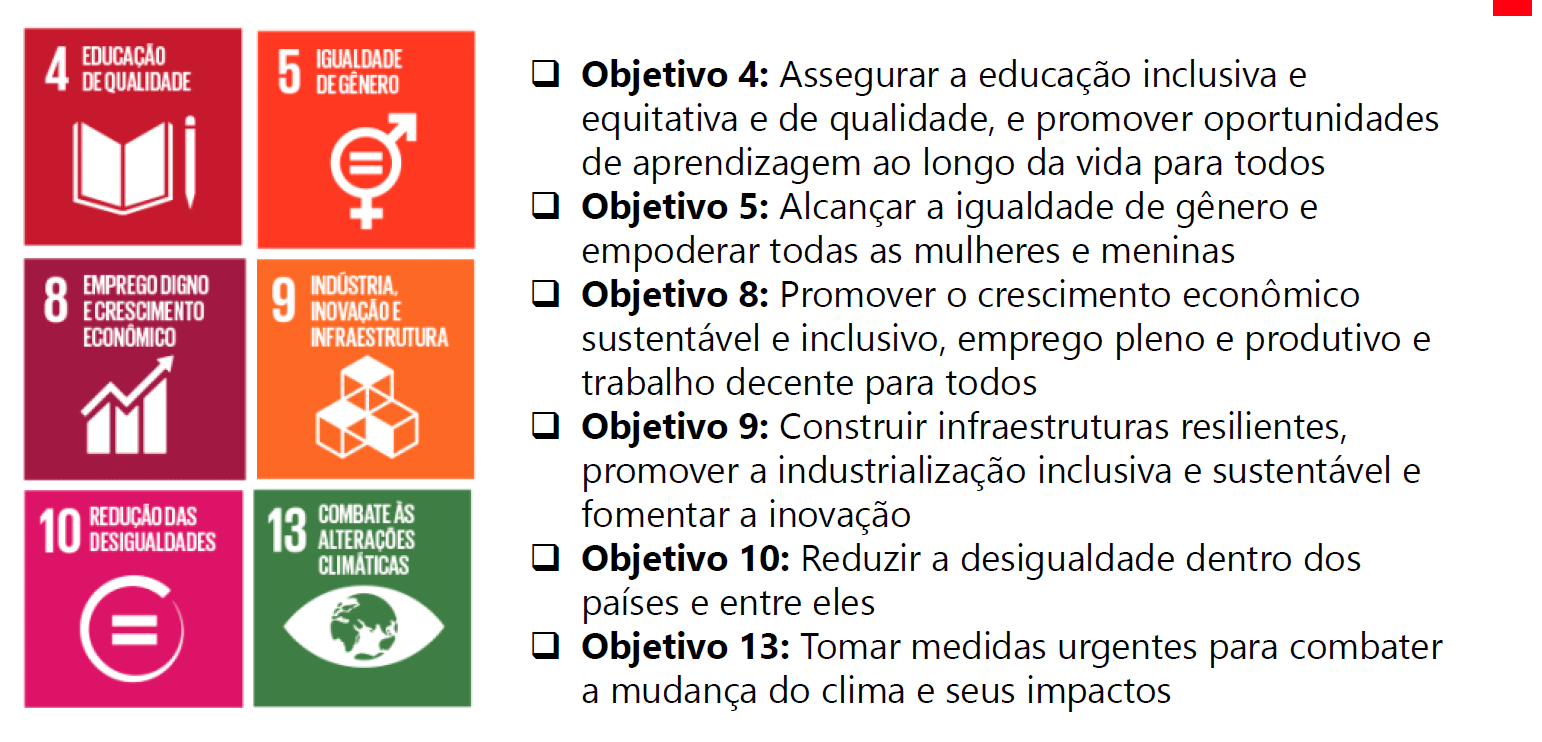 4 EDUCAÇÃO
DE QUALIDADE
5 IGUALDADE
DE GÊNERO
8 EMPREGO DIGNO
E CRESCIMENTO
ECONÔMICO
9 INDÚSTRIA,
INOVAÇÃO E
INFRAESTRUTURA
10 REDUÇÃO DAS
DESIGUALDADES
13 COMBATE ÀS
ALTERAÇÕES
CLIMÁTICAS
❑ Objetivo 4: Assegurar a educação inclusiva e
equitativa e de qualidade, e promover oportunidades
de aprendizagem ao longo da vida para todos
❑ Objetivo 5: Alcançar a igualdade de gênero e
empoderar todas as mulheres e meninas
❑ Objetivo 8: Promover o crescimento econômico
sustentável e inclusivo, emprego pleno e produtivo e
trabalho decente para todos
❑ Objetivo 9: Construir infraestruturas resilientes,
promover a industrialização inclusiva e sustentável e
fomentar a inovação
❑ Objetivo 10: Reduzir a desigualdade dentro dos
países e entre eles
❑ Objetivo 13: Tomar medidas urgentes para combater
a mudança do clima e seus impactos